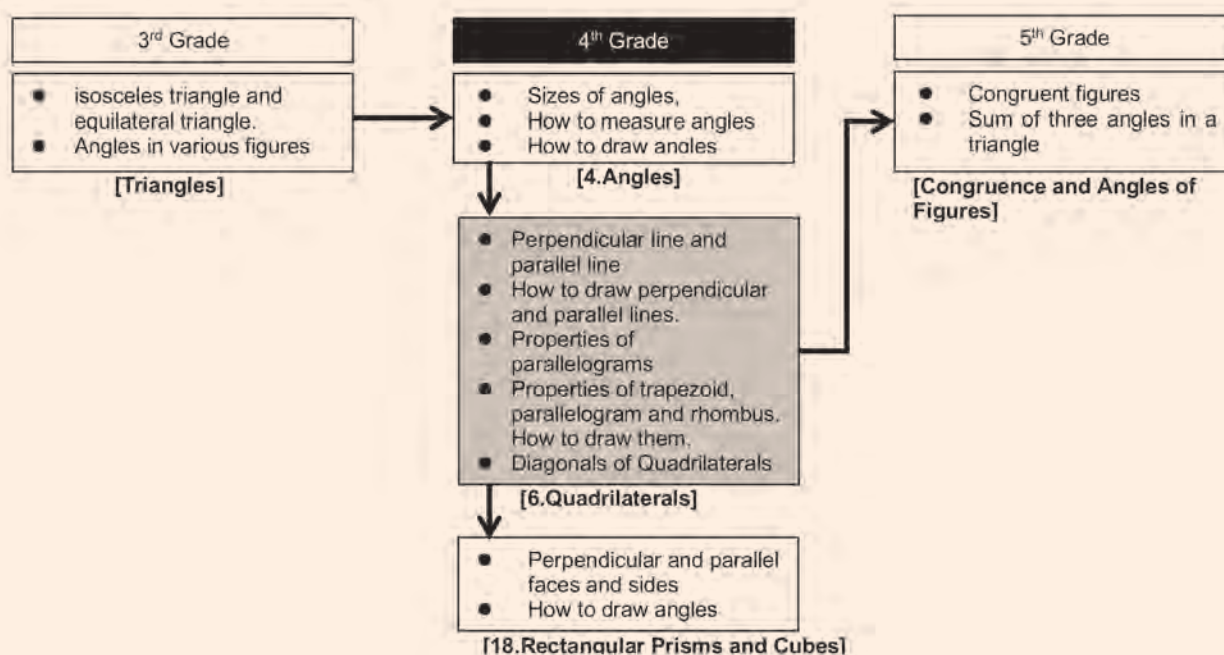 3rd Grade
isosceles triangle and
equilateral triangle.
Angles in various figures
[Triangles]
4th Grade
Sizes of angles,
How to measure angles
How to draw angles
[4.Angles]
Perpendicular line and
parallel line
How to draw perpendicular
and parallel lines.
Properties of
parallelograms
Properties of trapezoid,
parallelogram and rhombus.
How to draw them.
Diagonals of Quadrilaterals
[6.Quadrilaterals]
Perpendicular and parallel
faces and sides
How to draw angles
[18.Rectangular Prisms and Cubes]
5th Grade
Congruent figures
Sum of three angles in a
triangle
[Congruence and Angles of
Figures]